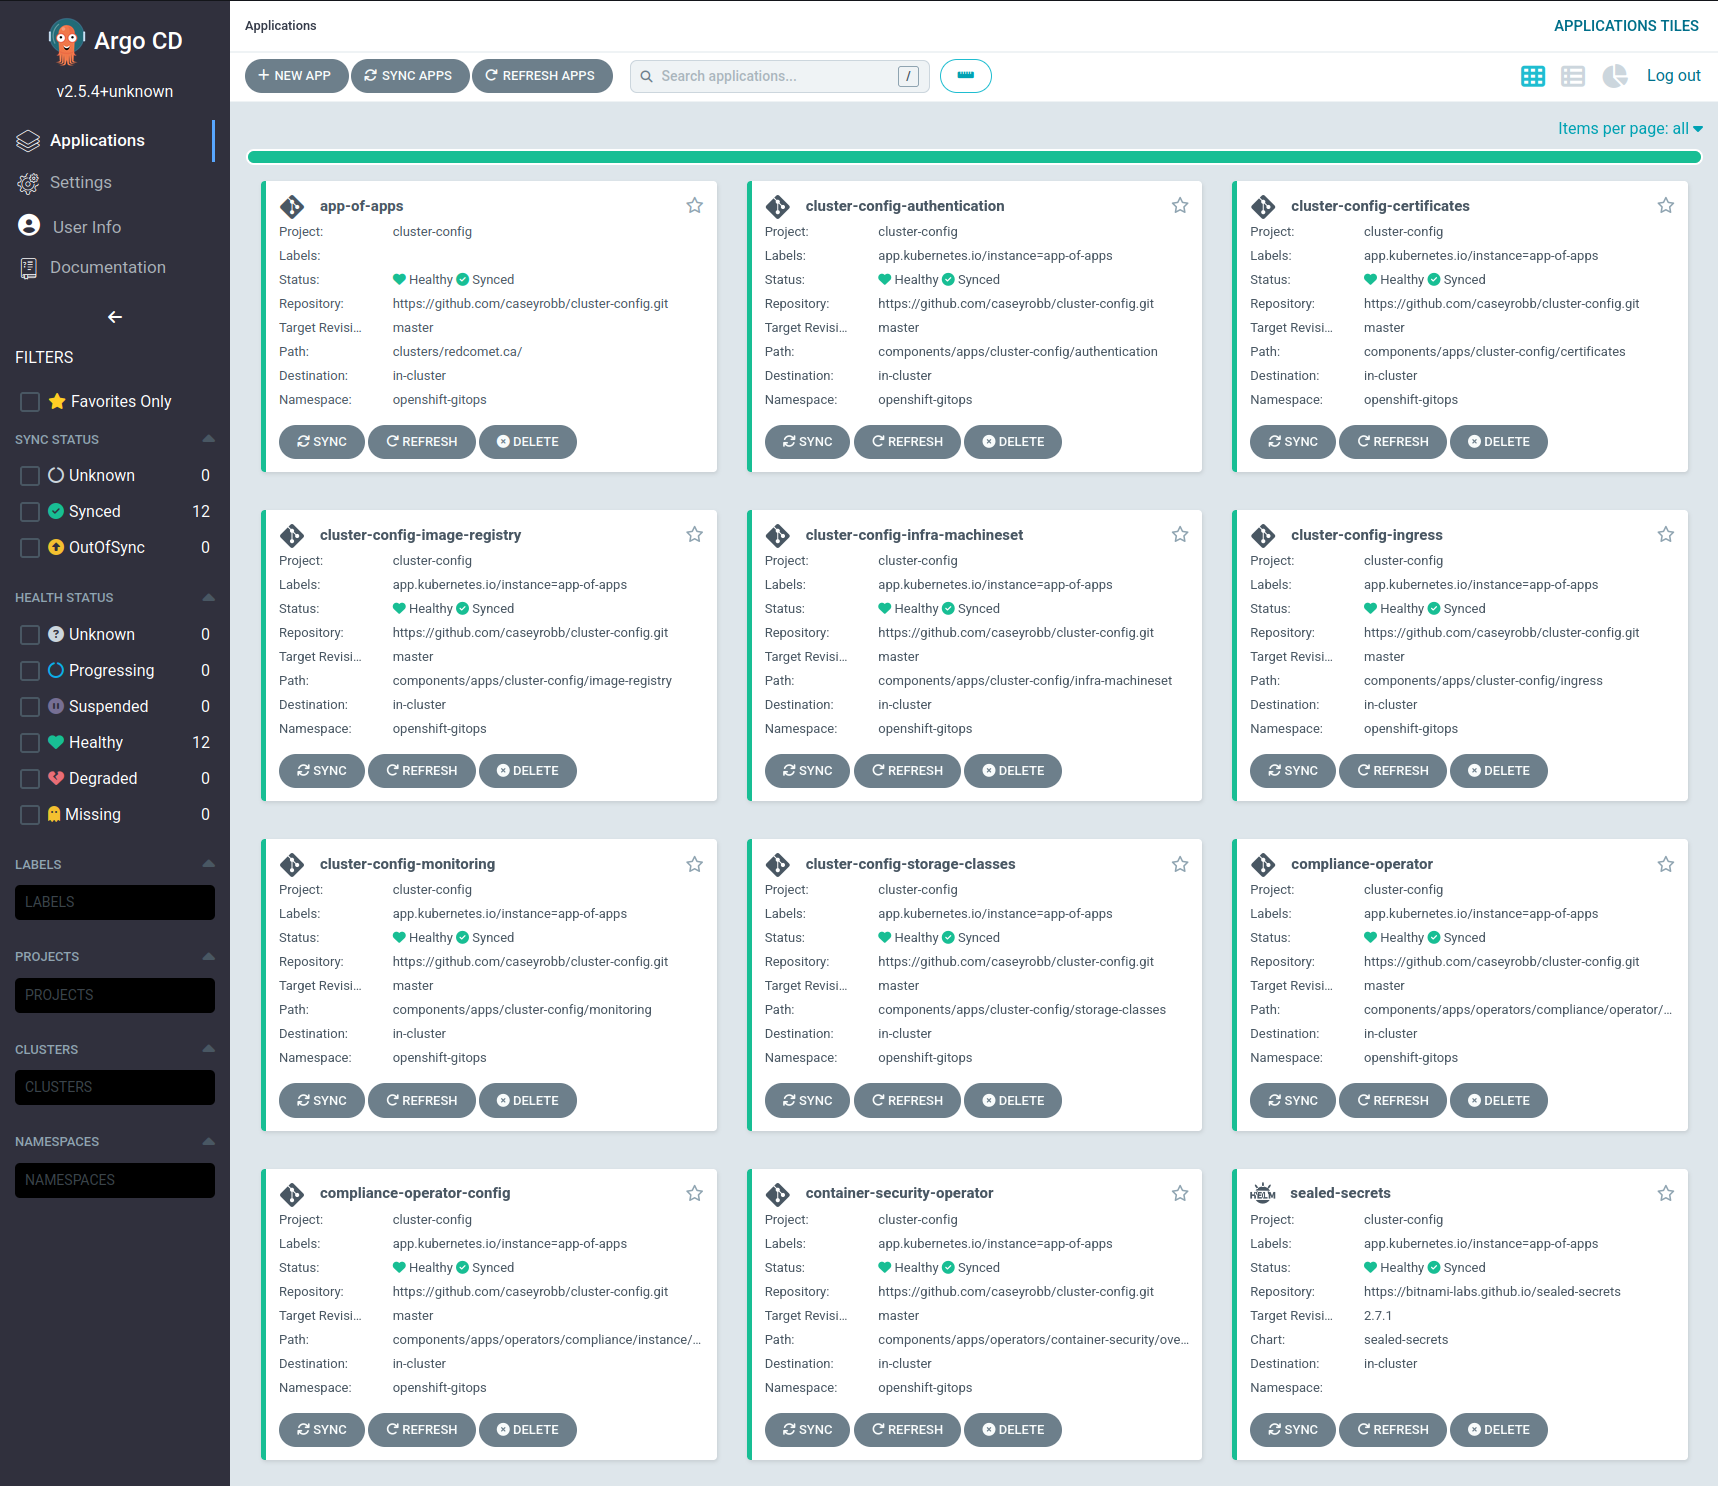 Argo CD
v2.5.4+unknown
Applications
Settings
User Info
Documentation
FILTERS
Favorites Only
SYNC STATUS
Unknown 0
Synced 12
OutOfSync 0
HEALTH STATUS
Unknown 0
Progressing 0
Suspended 0
Healthy 12
Degraded 0
Missing 0
LABELS
LABELS
PROJECTS
PROJECTS
CLUSTERS
CLUSTERS
NAMESPACES
NAMESPACES
Applications
APPLICATIONS TILES
+ NEW APP SYNC APPS REFRESH APPS Search applications... / Log out
Items per page: all
app-of-apps
Project: cluster-config
Labels:
Status: Healthy Synced
Repository: https://github.com/caseyrobb/cluster-config.git
Target Revisi... master
Path: clusters/redcomet.ca/
Destination: in-cluster
Namespace: openshift-gitops
SYNC REFRESH DELETE
cluster-config-authentication
Project: cluster-config
Labels: app.kubernetes.io/instance=app-of-apps
Status: Healthy Synced
Repository: https://github.com/caseyrobb/cluster-config.git
Target Revisi... master
Path: components/apps/cluster-config/authentication
Destination: in-cluster
Namespace: openshift-gitops
SYNC REFRESH DELETE
cluster-config-certificates
Project: cluster-config
Labels: app.kubernetes.io/instance=app-of-apps
Status: Healthy Synced
Repository: https://github.com/caseyrobb/cluster-config.git
Target Revisi... master
Path: components/apps/cluster-config/certificates
Destination: in-cluster
Namespace: openshift-gitops
SYNC REFRESH DELETE
cluster-config-image-registry
Project: cluster-config
Labels: app.kubernetes.io/instance=app-of-apps
Status: Healthy Synced
Repository: https://github.com/caseyrobb/cluster-config.git
Target Revisi... master
Path: components/apps/cluster-config/image-registry
Destination: in-cluster
Namespace: openshift-gitops
SYNC REFRESH DELETE
cluster-config-infra-machineset
Project: cluster-config
Labels: app.kubernetes.io/instance=app-of-apps
Status: Healthy Synced
Repository: https://github.com/caseyrobb/cluster-config.git
Target Revisi... master
Path: components/apps/cluster-config/infra-machineset
Destination: in-cluster
Namespace: openshift-gitops
SYNC REFRESH DELETE
cluster-config-ingress
Project: cluster-config
Labels: app.kubernetes.io/instance=app-of-apps
Status: Healthy Synced
Repository: https://github.com/caseyrobb/cluster-config.git
Target Revisi... master
Path: components/apps/cluster-config/ingress
Destination: in-cluster
Namespace: openshift-gitops
SYNC REFRESH DELETE
cluster-config-monitoring
Project: cluster-config
Labels: app.kubernetes.io/instance=app-of-apps
Status: Healthy Synced
Repository: https://github.com/caseyrobb/cluster-config.git
Target Revisi... master
Path: components/apps/cluster-config/monitoring
Destination: in-cluster
Namespace: openshift-gitops
SYNC REFRESH DELETE
cluster-config-storage-classes
Project: cluster-config
Labels: app.kubernetes.io/instance=app-of-apps
Status: Healthy Synced
Repository: https://github.com/caseyrobb/cluster-config.git
Target Revisi... master
Path: components/apps/cluster-config/storage-classes
Destination: in-cluster
Namespace: openshift-gitops
SYNC REFRESH DELETE
compliance-operator
Project: cluster-config
Labels: app.kubernetes.io/instance=app-of-apps
Status: Healthy Synced
Repository: https://github.com/caseyrobb/cluster-config.git
Target Revisi... master
Path: components/apps/operators/compliance/operator/...
Destination: in-cluster
Namespace: openshift-gitops
SYNC REFRESH DELETE
compliance-operator-config
Project: cluster-config
Labels: app.kubernetes.io/instance=app-of-apps
Status: Healthy Synced
Repository: https://github.com/caseyrobb/cluster-config.git
Target Revisi... master
Path: components/apps/operators/compliance/instance/...
Destination: in-cluster
Namespace: openshift-gitops
SYNC REFRESH DELETE
container-security-operator
Project: cluster-config
Labels: app.kubernetes.io/instance=app-of-apps
Status: Healthy Synced
Repository: https://github.com/caseyrobb/cluster-config.git
Target Revisi... master
Path: components/apps/operators/container-security/ove...
Destination: in-cluster
Namespace: openshift-gitops
SYNC REFRESH DELETE
HELM sealed-secrets
Project: cluster-config
Labels: app.kubernetes.io/instance=app-of-apps
Status: Healthy Synced
Repository: https://bitnami-labs.github.io/sealed-secrets
Target Revisi... 2.7.1
Chart: sealed-secrets
Destination: in-cluster
Namespace:
SYNC REFRESH DELETE